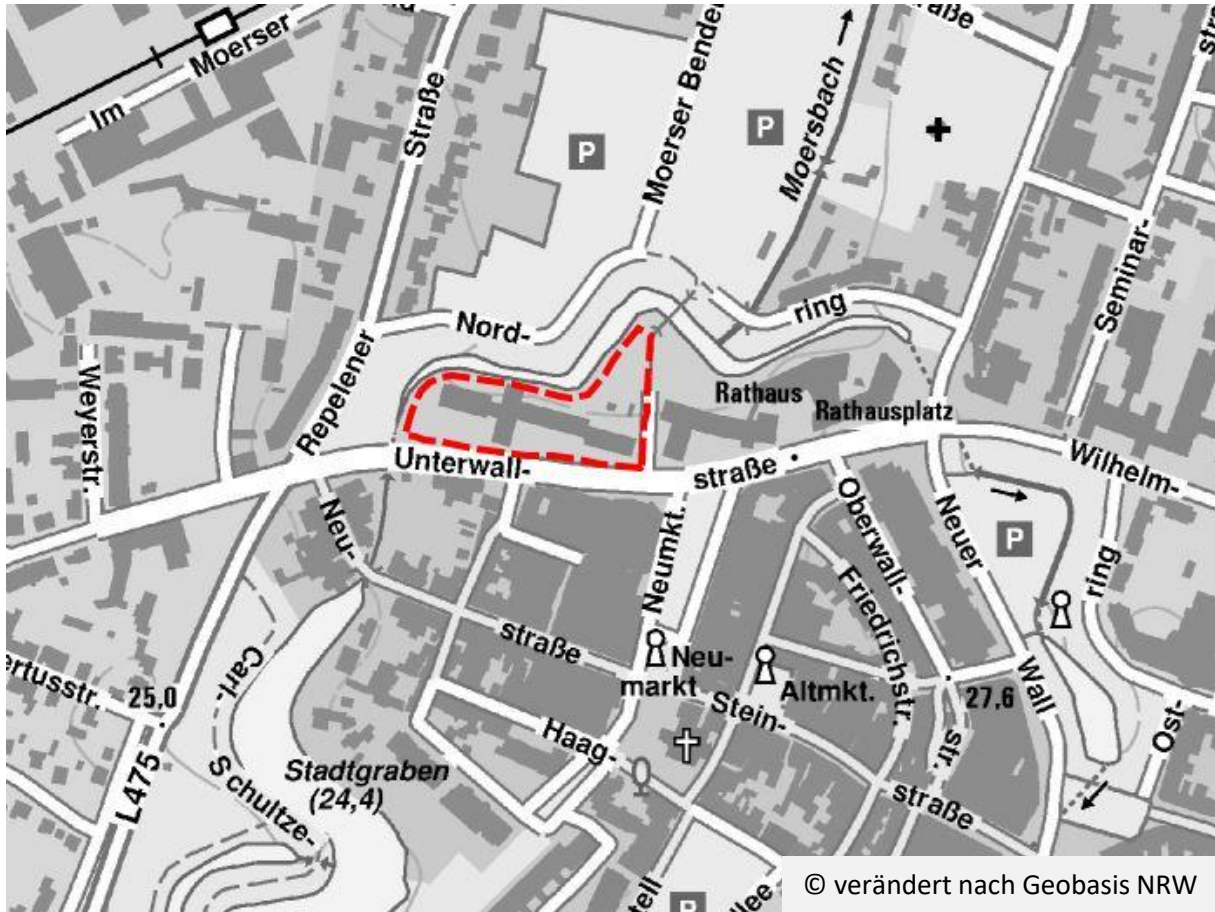 Im Moerser
Straße
Moerser Benden
P
P
Moersbach
Seminar-
Nord-
ring
Repelener
Weyerstr.
Rathaus
Rathausplatz
Unterwall-
straße
Wilhelm-
Neu-
straße
Neumkt.
Oberwall-
str.
Friedrichstr.
Neuer
Wall
P
ring
Ost-
Neu-
markt
Altmkt.
27,6
Stein-
straße
Haag-
25,0
L475
Carl-
Schultze-
Stadtgraben
(24,4)
P
© verändert nach Geobasis NRW